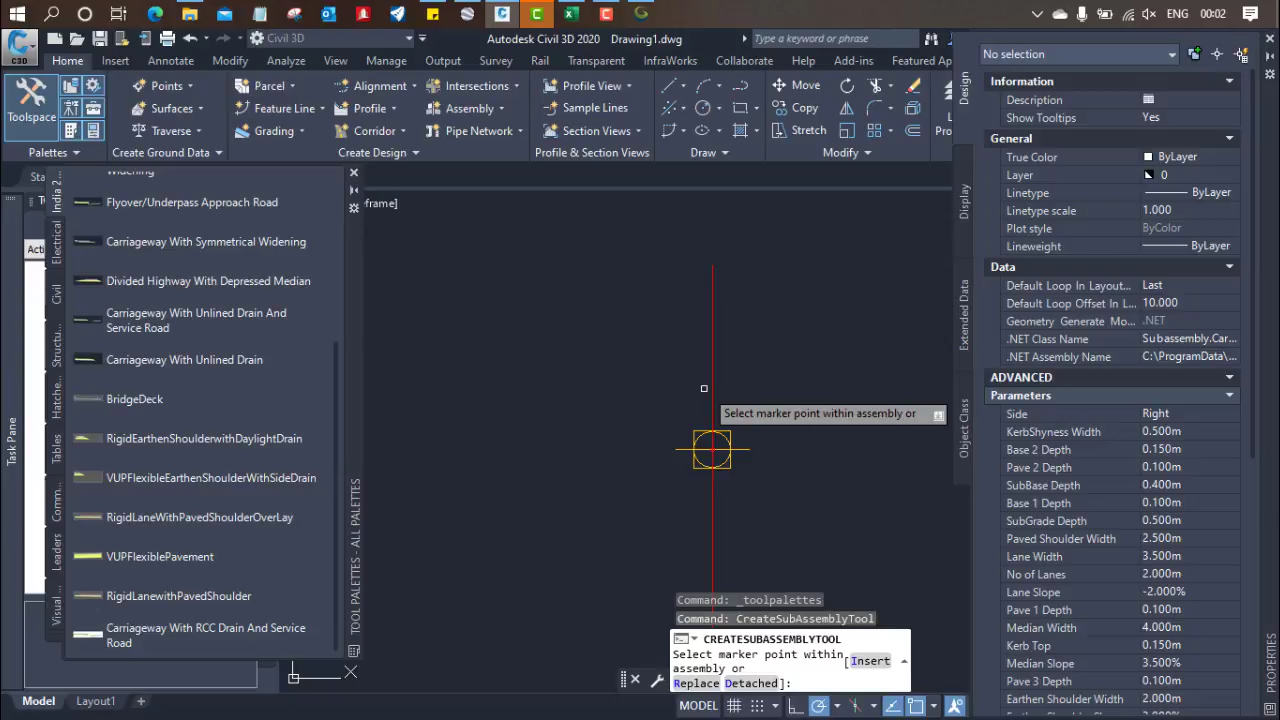 ENG
00:02
C3D
Civil 3D
Autodesk Civil 3D 2020
Drawing1.dwg
Type a keyword or phrase
Home
Insert
Annotate
Modify
Analyze
View
Manage
Output
Survey
Rail
Transparent
InfraWorks
Collaborate
Help
Add-ins
Featured Ap
Toolspace
Points
Surfaces
Traverse
Parcel
Feature Line
Grading
Alignment
Profile
Corridor
Intersections
Assembly
Pipe Network
Profile View
Sample Lines
Section Views
Move
Copy
Stretch
Palettes
Create Ground Data
Create Design
Profile & Section Views
Draw
Modify
Sta
frame]
Task Pane
Acti
India 2...
Electrical
Civil
Structu...
Hatche...
Tables
Comm...
Leaders
Visual...
Widening
Flyover/Underpass Approach Road
Carriageway With Symmetrical Widening
Divided Highway With Depressed Median
Carriageway With Unlined Drain And
Service Road
Carriageway With Unlined Drain
BridgeDeck
RigidEarthenShoulderwithDaylightDrain
VUPFlexibleEarthenShoulderWithSideDrain
RigidLaneWithPavedShoulderOverLay
VUPFlexiblePavement
RigidLanewithPavedShoulder
Carriageway With RCC Drain And Service
Road
TOOL PALETTES - ALL PALETTES
Select marker point within assembly or
Command: _toolpalettes
Command: CreateSubAssemblyTool
CREATESUBASSEMBLYTOOL
Select marker point within
assembly or [Insert
Replace Detached]:
Model
Layout1
MODEL
No selection
Design
Display
Extended Data
Object Class
Information
Description
Show Tooltips Yes
General
True Color ByLayer
Layer 0
Linetype ByLayer
Linetype scale 1.000
Plot style ByColor
Lineweight ByLayer
Data
Default Loop In Layout... Last
Default Loop Offset In L... 10.000
Geometry Generate Mo... .NET
.NET Class Name Subassembly.Car...
.NET Assembly Name C:\ProgramData/...
ADVANCED
Parameters
Side Right
KerbShyness Width 0.500m
Base 2 Depth 0.150m
Pave 2 Depth 0.100m
SubBase Depth 0.400m
Base 1 Depth 0.100m
SubGrade Depth 0.500m
Paved Shoulder Width 2.500m
Lane Width 3.500m
No of Lanes 2.000m
Lane Slope -2.000%
Pave 1 Depth 0.100m
Median Width 4.000m
Kerb Top 0.150m
Median Slope 3.500%
Pave 3 Depth 0.100m
Earthen Shoulder Width 2.000m
PROPERTIES